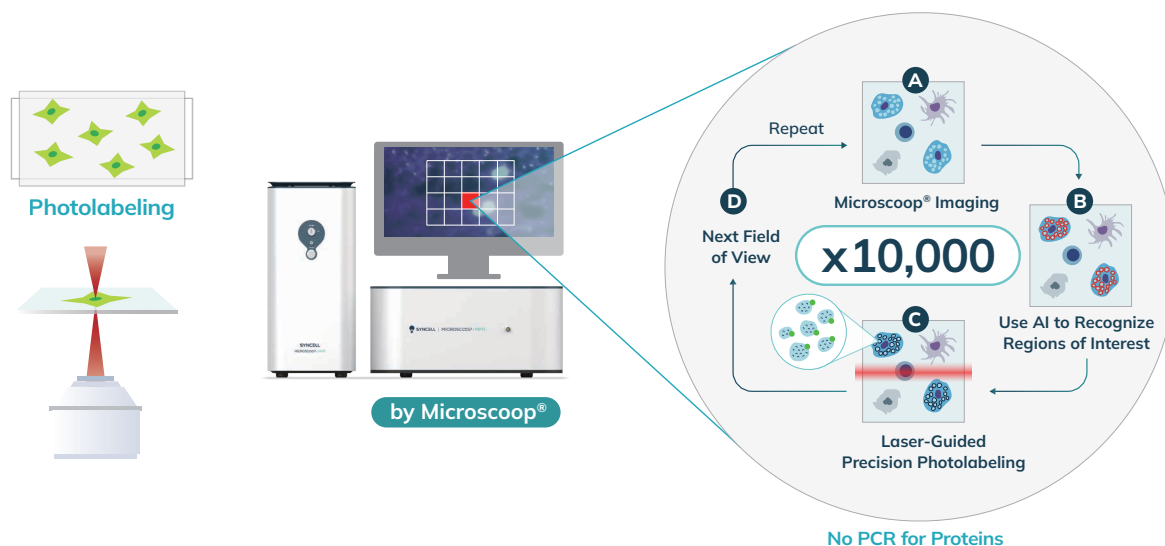 Photolabeling
SYNCELL
SYNCELL | MICROSCOOP
by Microscoop®
A
Microscoop® Imaging
Repeat
B
Use AI to Recognize
Regions of Interest
D
Next Field
of View
x10,000
C
Laser-Guided
Precision Photolabeling
No PCR for Proteins